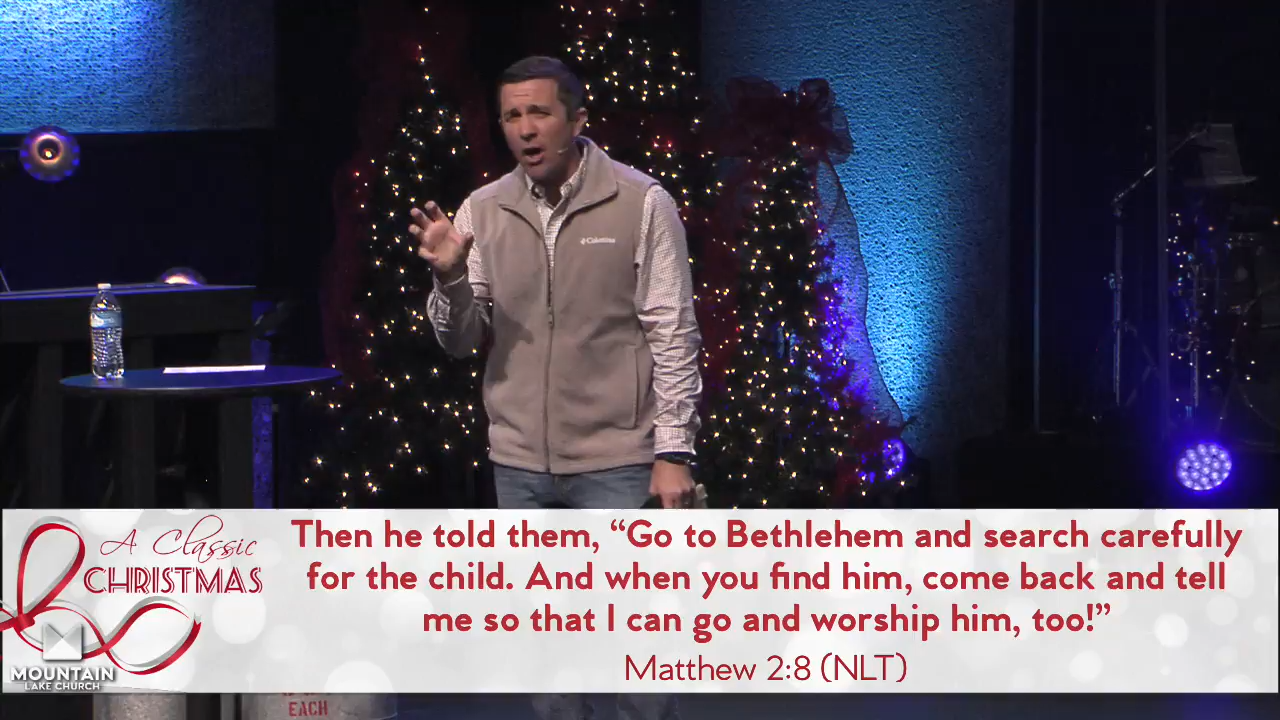 Columbia
A Classic
CHRISTMAS
MOUNTAIN
LAKE CHURCH
Then he told them, “Go to Bethlehem and search carefully
for the child. And when you find him, come back and tell
me so that I can go and worship him, too!”
Matthew 2:8 (NLT)
EACH